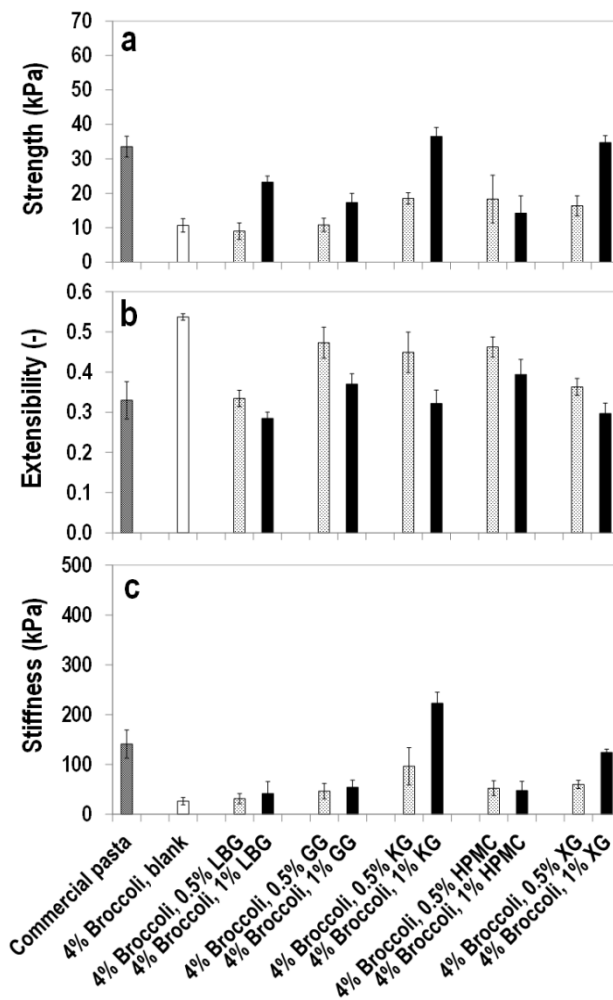 a
Strength (kPa)
70
60
50
40
30
20
10
0
b
Extensibility (-)
0.6
0.5
0.4
0.3
0.2
0.1
0.0
c
Stiffness (kPa)
500
400
300
200
100
0
Commercial pasta
4% Broccoli, blank
4% Broccoli, 0.5% LBG
4% Broccoli, 1% LBG
4% Broccoli, 0.5% GG
4% Broccoli, 1% GG
4% Broccoli, 0.5% KG
4% Broccoli, 1% KG
4% Broccoli, 0.5% HPMC
4% Broccoli, 1% HPMC
4% Broccoli, 0.5% XG
4% Broccoli, 1% XG